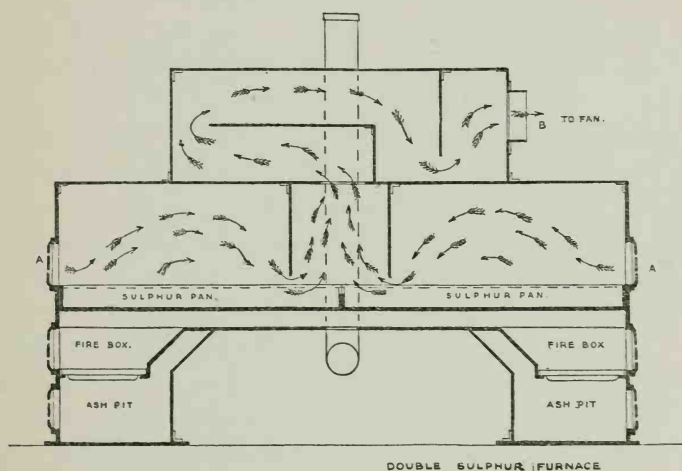 B TO FAN.
A
A
SULPHUR PAN.
SULPHUR PAN.
FIRE BOX.
FIRE BOX
ASH PIT
ASH PIT
DOUBLE SULPHUR FURNACE